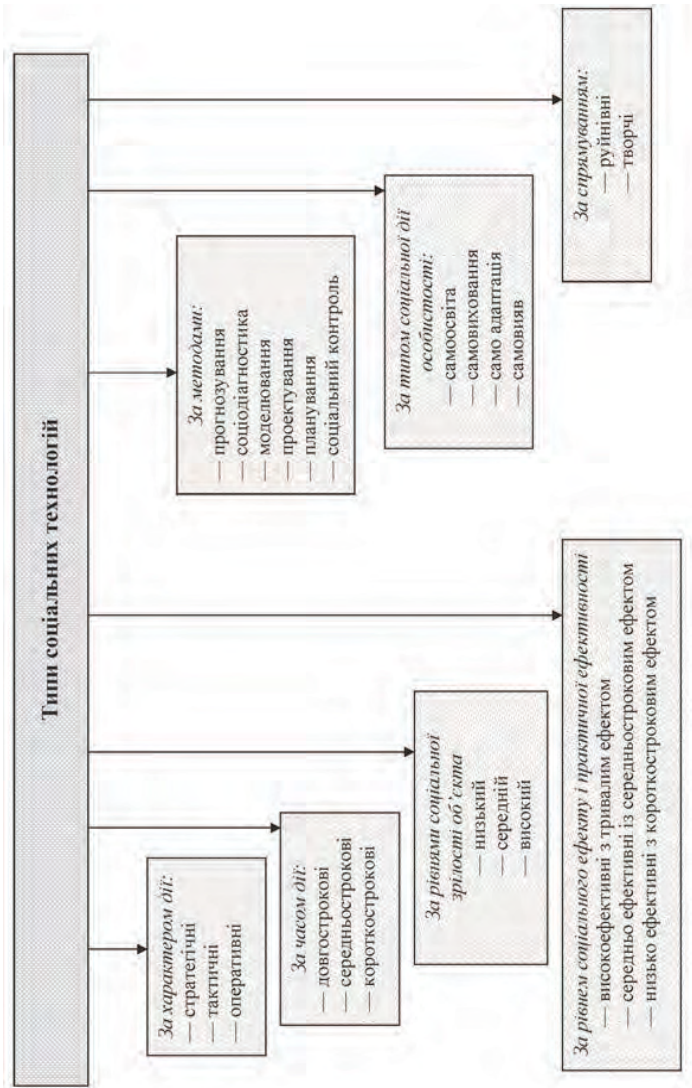 Типи соціальних технологій
За характером дії:
— стратегічні
— тактичні
— оперативні
За часом дії:
— довгострокові
— середньострокові
— короткострокові
За рівнями соціальної
зрілості об’єкта
— низький
— середній
— високий
За рівнем соціального ефекту і практичної ефективності
— високоефективні з тривалим ефектом
— середньо ефективні із середньостроковим ефектом
— низько ефективні з короткостроковим ефектом
За методами:
— прогнозування
— соціодіагностика
— моделювання
— проектування
— планування
— соціальний контроль
За типом соціальної дії
особистості:
— самоосвіта
— самовиховання
— само адаптація
— самовияв
За спрямуванням:
— руйнівні
— творчі